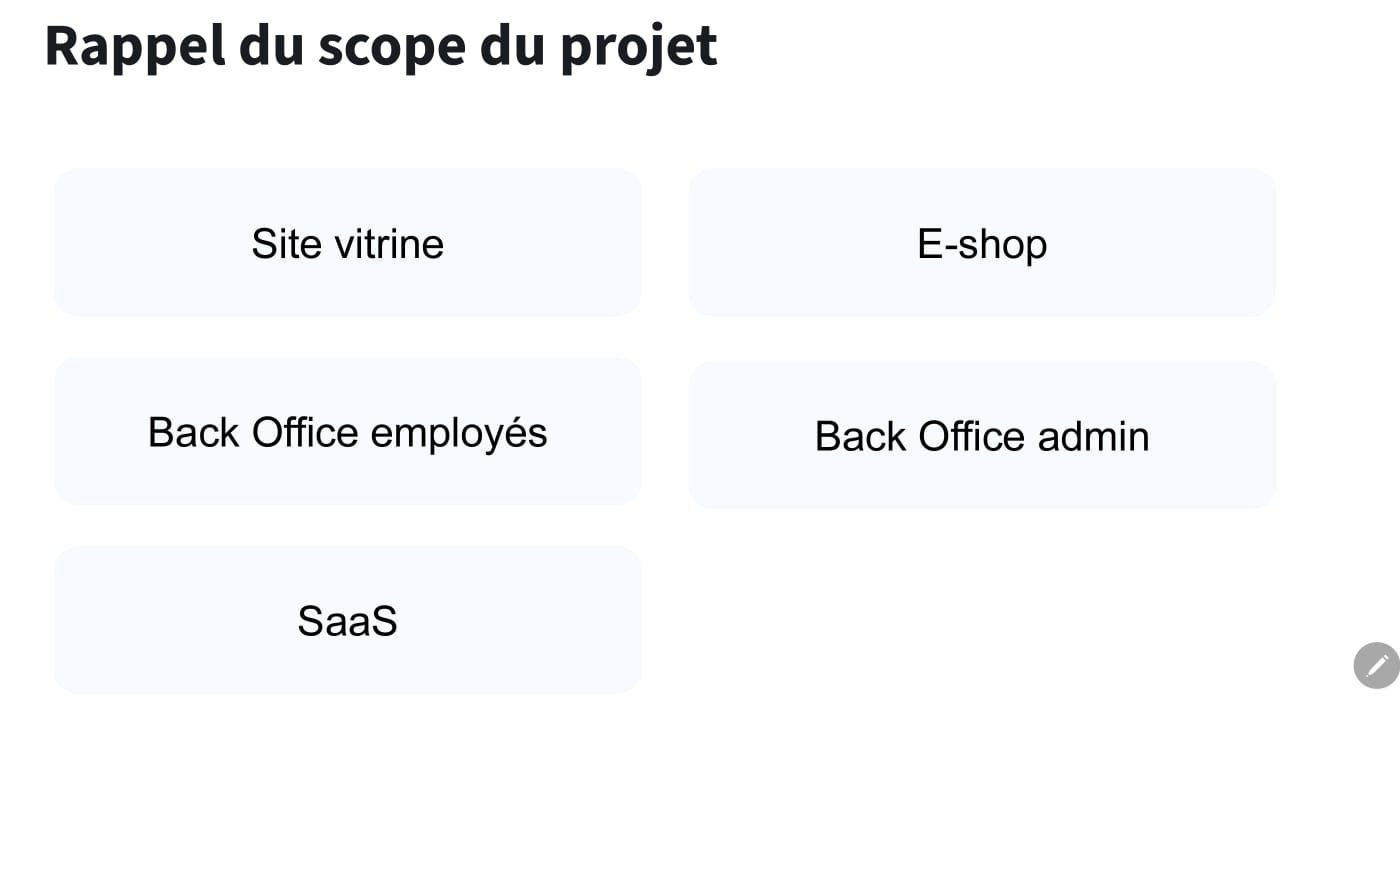 Rappel du scope du projet
Site vitrine
E-shop
Back Office employés
Back Office admin
SaaS